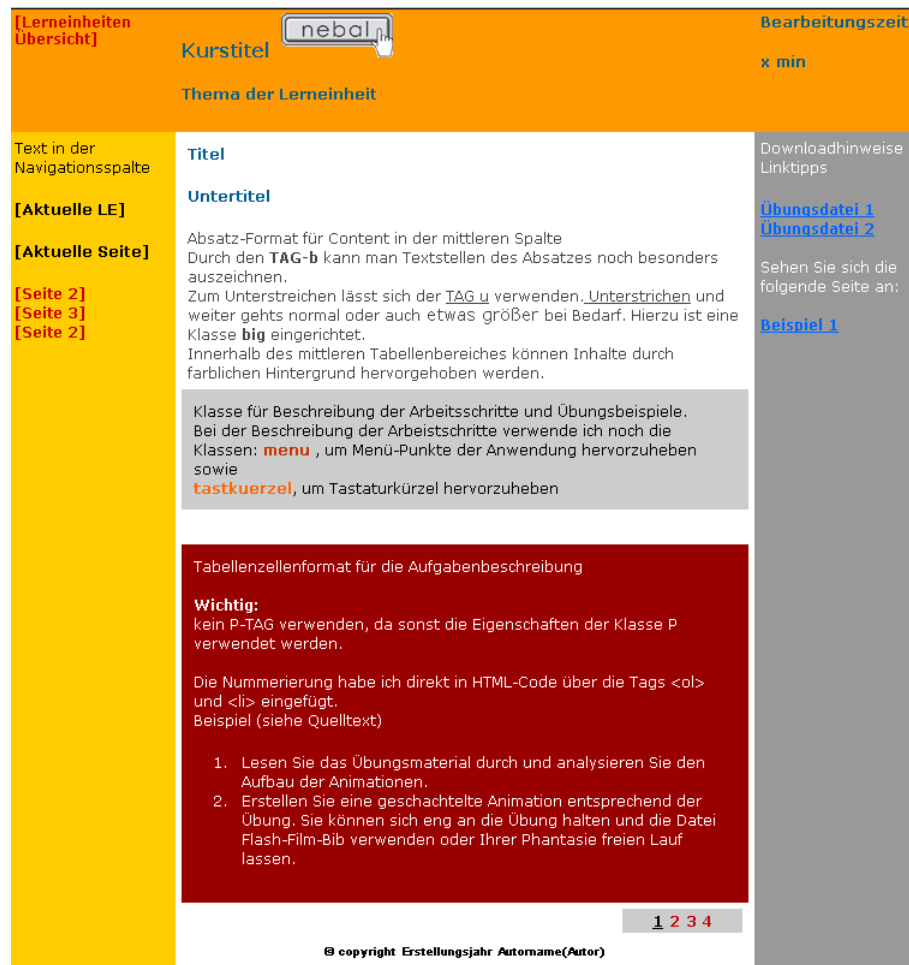 [Lerneinheiten
Übersicht]
Kurstitel
nebal
Thema der Lerneinheit
Bearbeitungszeit
x min
Text in der
Navigationsspalte
[Aktuelle LE]
[Aktuelle Seite]
[Seite 2]
[Seite 3]
[Seite 2]
Titel
Untertitel
Absatz-Format für Content in der mittleren Spalte
Durch den TAG-b kann man Textstellen des Absatzes noch besonders
auszeichnen.
Zum Unterstreichen lässt sich der TAG u verwenden. Unterstrichen und
weiter gehts normal oder auch etwas größer bei Bedarf. Hierzu ist eine
Klasse big eingerichtet.
Innerhalb des mittleren Tabellenbereiches können Inhalte durch
farblichen Hintergrund hervorgehoben werden.
Klasse für Beschreibung der Arbeitsschritte und Übungsbeispiele.
Bei der Beschreibung der Arbeistschritte verwende ich noch die
Klassen: menu , um Menü-Punkte der Anwendung hervorzuheben
sowie
tastkuerzel, um Tastaturkürzel hervorzuheben
Tabellenzellenformat für die Aufgabenbeschreibung
Wichtig:
kein P-TAG verwenden, da sonst die Eigenschaften der Klasse P
verwendet werden.
Die Nummerierung habe ich direkt in HTML-Code über die Tags <ol>
und <li> eingefügt.
Beispiel (siehe Quelltext)
1. Lesen Sie das Übungsmaterial durch und analysieren Sie den
Aufbau der Animationen.
2. Erstellen Sie eine geschachtelte Animation entsprechend der
Übung. Sie können sich eng an die Übung halten und die Datei
Flash-Film-Bib verwenden oder Ihrer Phantasie freien Lauf
lassen.
1 2 3 4
© copyright Erstellungsjahr Autorname(Autor)
Downloadhinweise
Linktipps
Übungsdatei 1
Übungsdatei 2
Sehen Sie sich die
folgende Seite an:
Beispiel 1